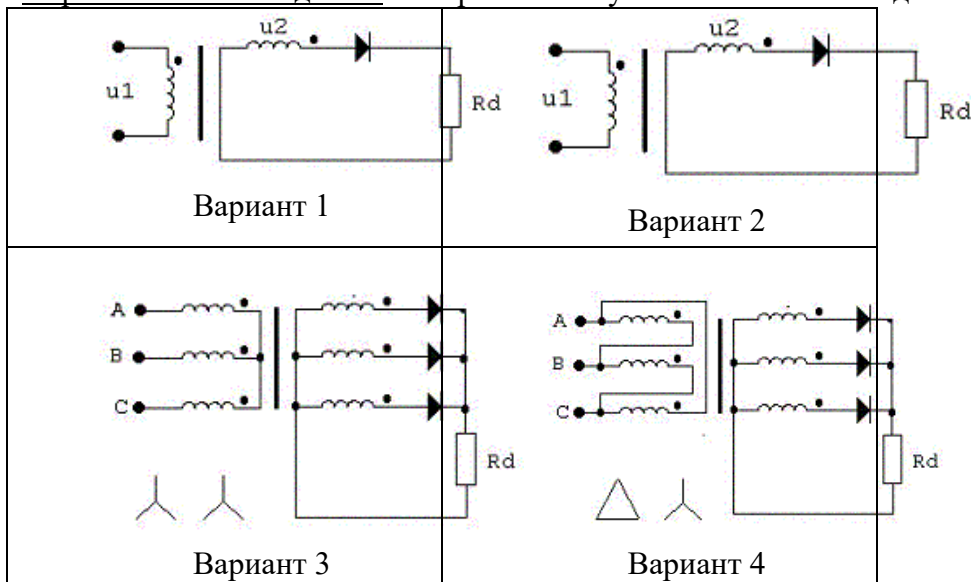 u2
u1
Rd
Вариант 1
u2
u1
Rd
Вариант 2
A
B
C
Rd
Вариант 3
A
B
C
Rd
Вариант 4